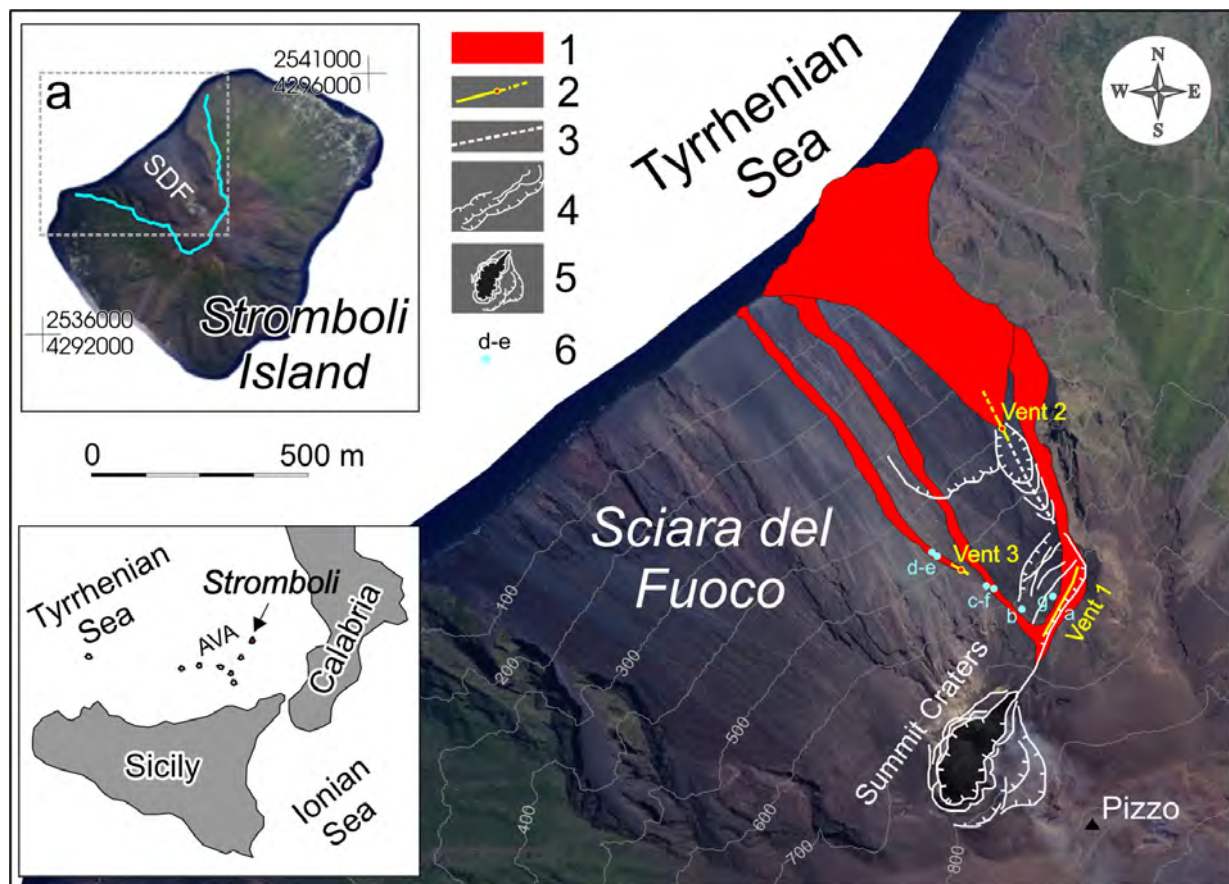 a
2541000
4296000
SDF
2536000
4292000
Stromboli
Island
1
2
3
4
5
d-e
6
0
500 m
Tyrrhenian
Sea
N
W
E
S
Vent 2
Sciara del
Fuoco
Vent 3
d-e
c-f
b
g
a
Vent 1
100
200
300
400
500
600
700
800
Summit Craters
Pizzo
Tyrrhenian
Sea
Stromboli
AVA
Calabria
Sicily
Ionian
Sea